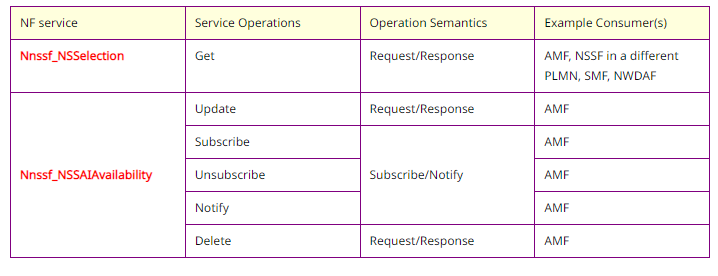 NF service Service Operations Operation Semantics Example Consumer(s)
Nnssf_NSSelection Get Request/Response AMF, NSSF in a different
PLMN, SMF, NWDAF
Update Request/Response AMF
Subscribe AMF
Nnssf_NSSAIAvailability Unsubscribe Subscribe/Notify AMF
Notify AMF
Delete Request/Response AMF